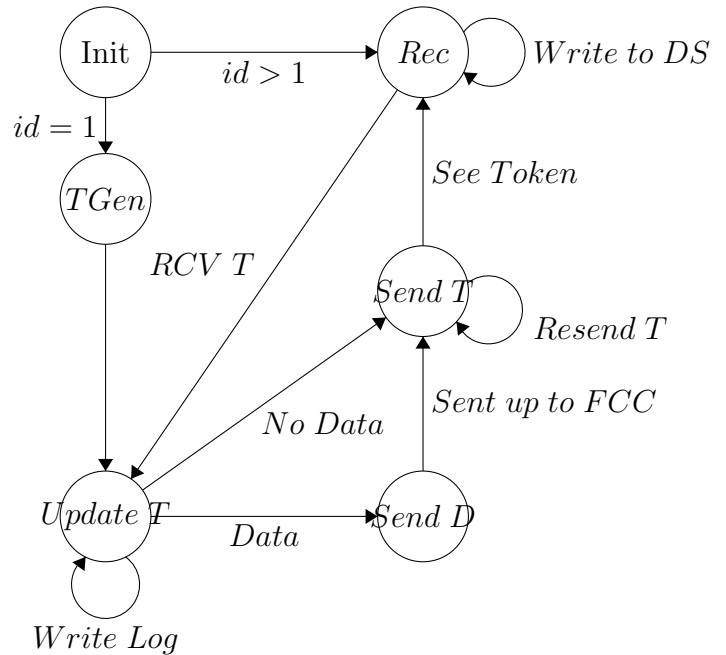 Init
Rec
Write to DS
id > 1
id = 1
See Token
TGen
RCV T
Send T
Resend T
Sent up to FCC
No Data
Update T
Send D
Data
Write Log